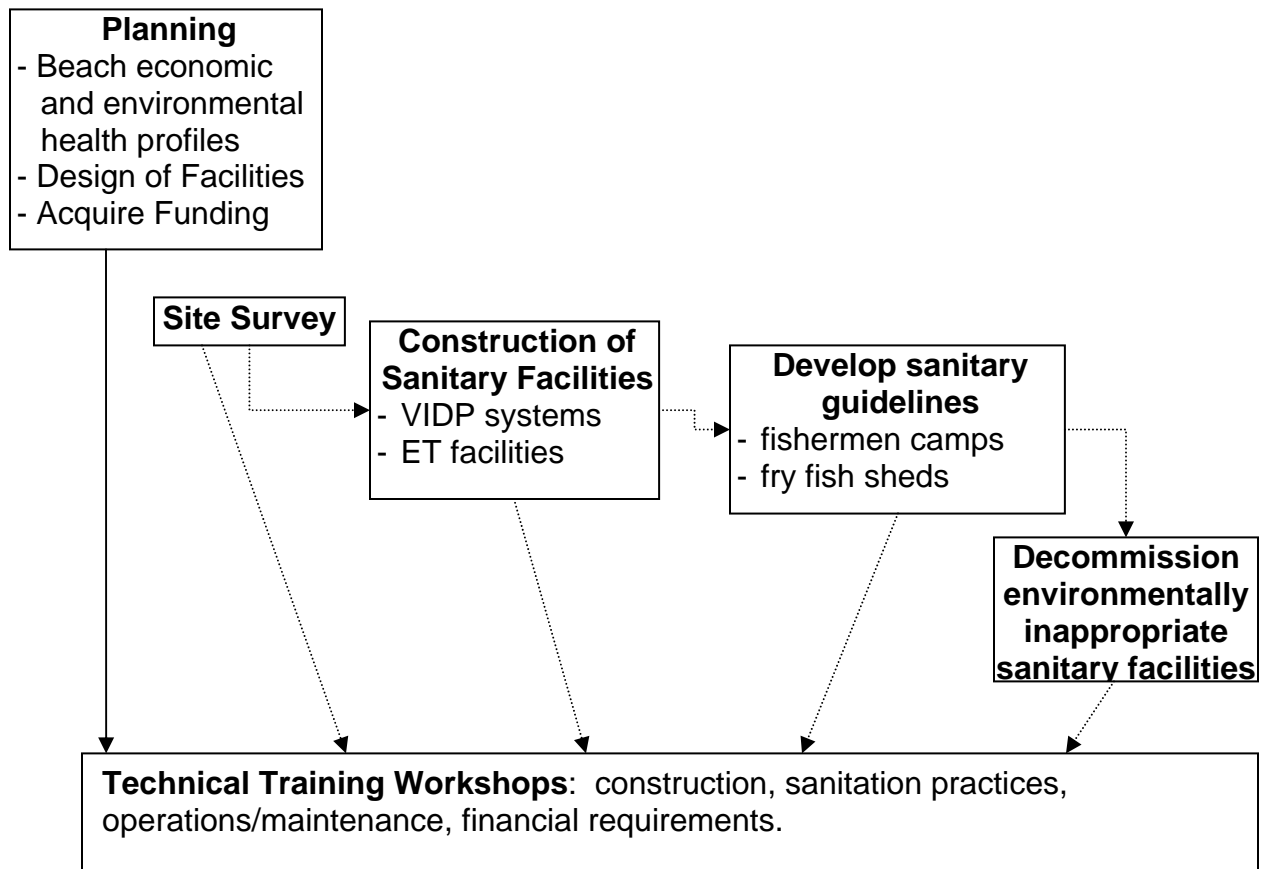 Planning
- Beach economic
and environmental
health profiles
- Design of Facilities
- Acquire Funding
Site Survey
Construction of
Sanitary Facilities
- VIDP systems
- ET facilities
Develop sanitary
guidelines
- fishermen camps
- fry fish sheds
Decommission
environmentally
inappropriate
sanitary facilities
Technical Training Workshops: construction, sanitation practices,
operations/maintenance, financial requirements.